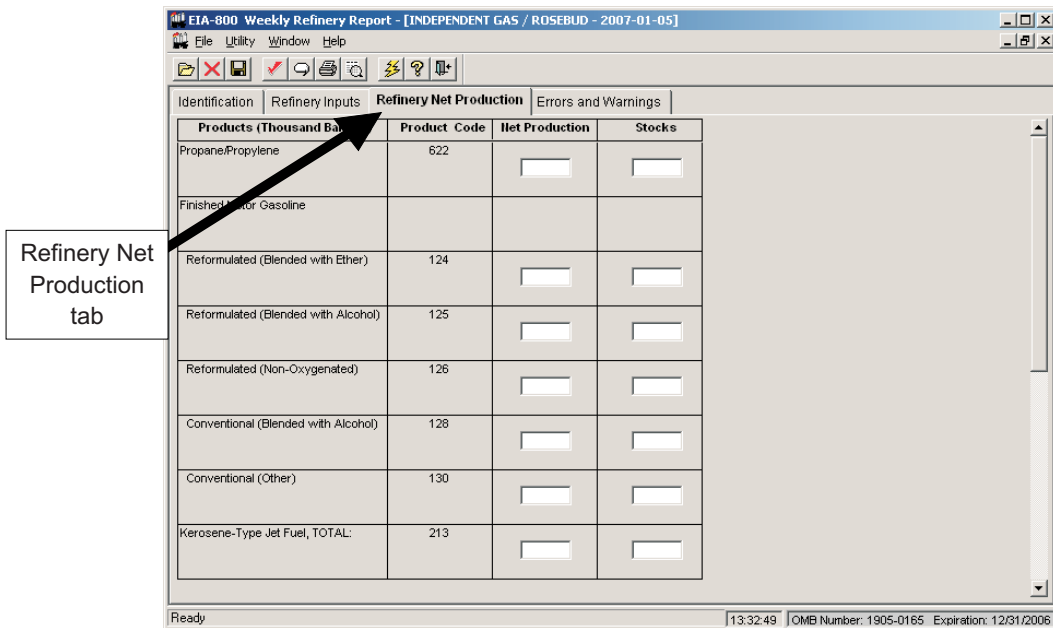 EIA-800 Weekly Refinery Report - [INDEPENDENT GAS / ROSEBUD - 2007-01-05]
File Utility Window Help
Identification Refinery Inputs Refinery Net Production Errors and Warnings
Products (Thousand Product Code Net Production Stocks
Propane/Propylene 622
Finished Motor Gasoline
Reformulated (Blended with Ether) 124
Reformulated (Blended with Alcohol) 125
Reformulated (Non-Oxygenated) 126
Conventional (Blended with Alcohol) 128
Conventional (Other) 130
Kerosene-Type Jet Fuel, TOTAL: 213
Refinery Net
Production
tab
Ready 13:32:49 OMB Number: 1905-0165 Expiration: 12/31/2006